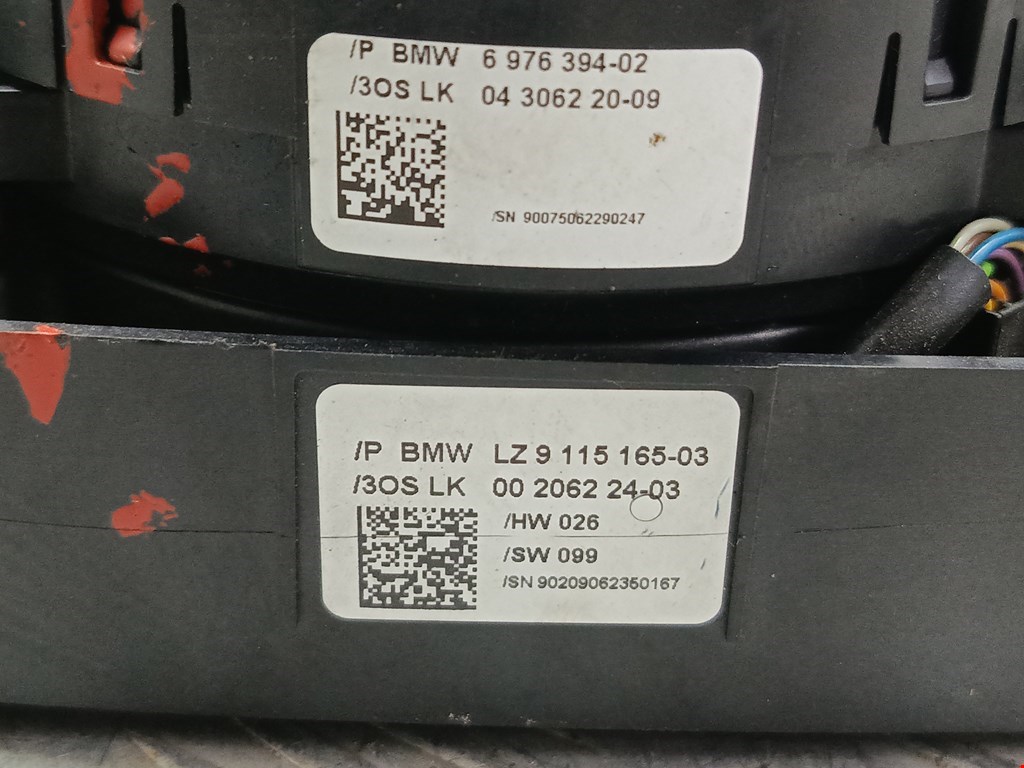 /P BMW 6 976 394-02
/3OS LK 04 3062 20-09
/SN 90075062290247
/P BMW LZ 9 115 165-03
/3OS LK 00 2062 24-03
/HW 026
/SW 099
/SN 90209062350167